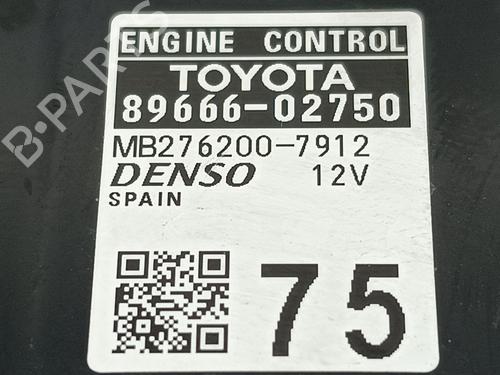 ENGINE CONTROL
TOYOTA
89666-02750
MB276200-7912
DENSO 12V
SPAIN
75
B-PARTS